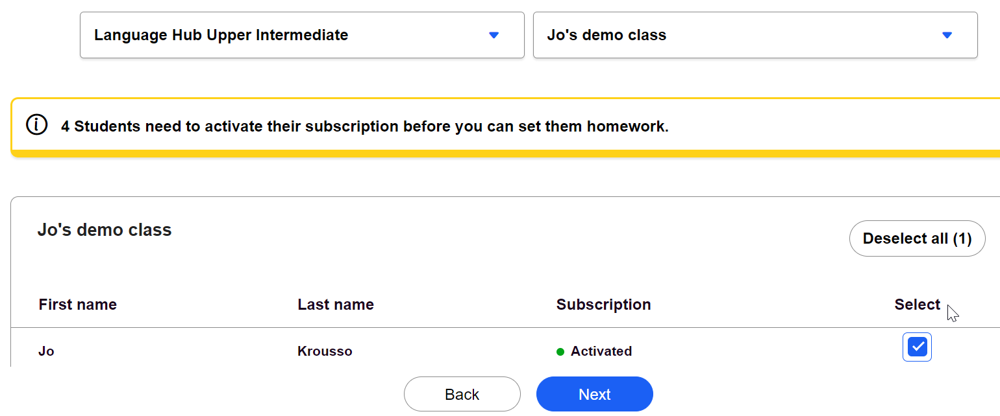 Language Hub Upper Intermediate
Jo's demo class
4 Students need to activate their subscription before you can set them homework.
Jo's demo class
Deselect all (1)
First name Last name Subscription Select
Jo Krousso Activated
Back Next